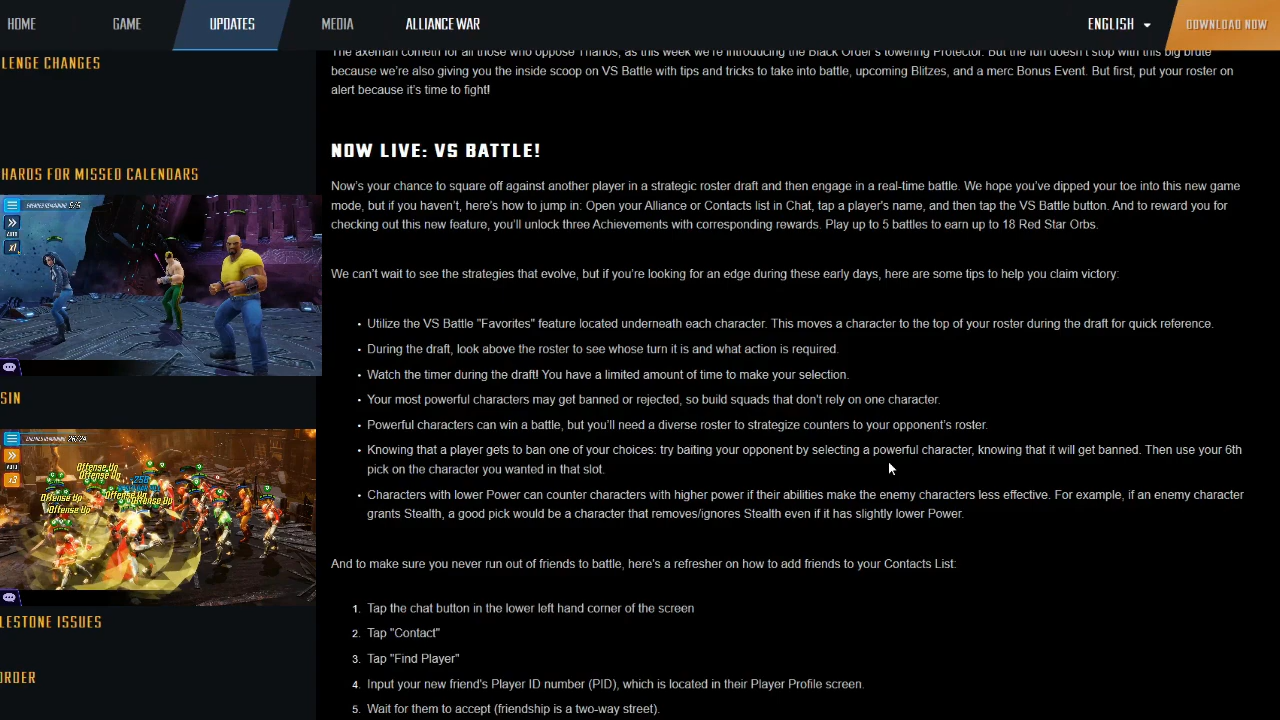 HOME GAME UPDATES MEDIA ALLIANCE WAR ENGLISH DOWNLOAD NOW
LENGE CHANGES
HARDS FOR MISSED CALENDARS
ENEMIES REMAINING 5/5
x1
SIN
ENEMIES REMAINING 26/24
Offense Up
Offense Up
250
Offense Up
Offense Up
Offense Up
Offense Up
x3
LESTONE ISSUES
ORDER
The axeman cometh for all those who oppose Thanos, as this week we're introducing the Black Order's towering Protector. But the fun doesn't stop with this big brute
because we're also giving you the inside scoop on VS Battle with tips and tricks to take into battle, upcoming Blitzes, and a merc Bonus Event. But first, put your roster on
alert because it's time to fight!
NOW LIVE: VS BATTLE!
Now's your chance to square off against another player in a strategic roster draft and then engage in a real-time battle. We hope you've dipped your toe into this new game
mode, but if you haven't, here's how to jump in: Open your Alliance or Contacts list in Chat, tap a player's name, and then tap the VS Battle button. And to reward you for
checking out this new feature, you'll unlock three Achievements with corresponding rewards. Play up to 5 battles to earn up to 18 Red Star Orbs.
We can't wait to see the strategies that evolve, but if you're looking for an edge during these early days, here are some tips to help you claim victory:
• Utilize the VS Battle "Favorites" feature located underneath each character. This moves a character to the top of your roster during the draft for quick reference.
• During the draft, look above the roster to see whose turn it is and what action is required.
• Watch the timer during the draft! You have a limited amount of time to make your selection.
• Your most powerful characters may get banned or rejected, so build squads that don't rely on one character.
• Powerful characters can win a battle, but you'll need a diverse roster to strategize counters to your opponent's roster.
• Knowing that a player gets to ban one of your choices: try baiting your opponent by selecting a powerful character, knowing that it will get banned. Then use your 6th
pick on the character you wanted in that slot.
• Characters with lower Power can counter characters with higher power if their abilities make the enemy characters less effective. For example, if an enemy character
grants Stealth, a good pick would be a character that removes/ignores Stealth even if it has slightly lower Power.
And to make sure you never run out of friends to battle, here's a refresher on how to add friends to your Contacts List:
1. Tap the chat button in the lower left hand corner of the screen
2. Tap "Contact"
3. Tap "Find Player"
4. Input your new friend's Player ID number (PID), which is located in their Player Profile screen.
5. Wait for them to accept (friendship is a two-way street).